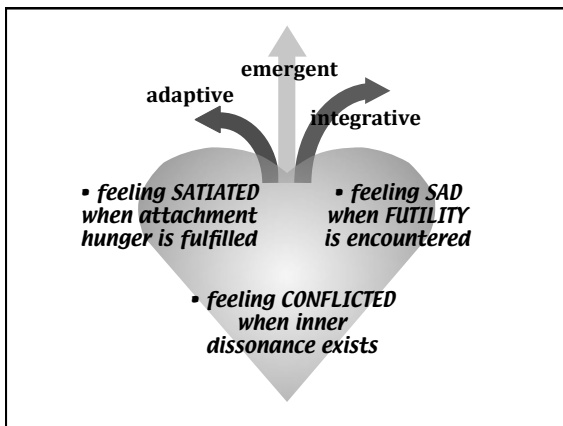 emergent
adaptive
integrative
• feeling SATIATED
when attachment
hunger is fulfilled
• feeling SAD
when FUTILITY
is encountered
• feeling CONFLICTED
when inner
dissonance exists